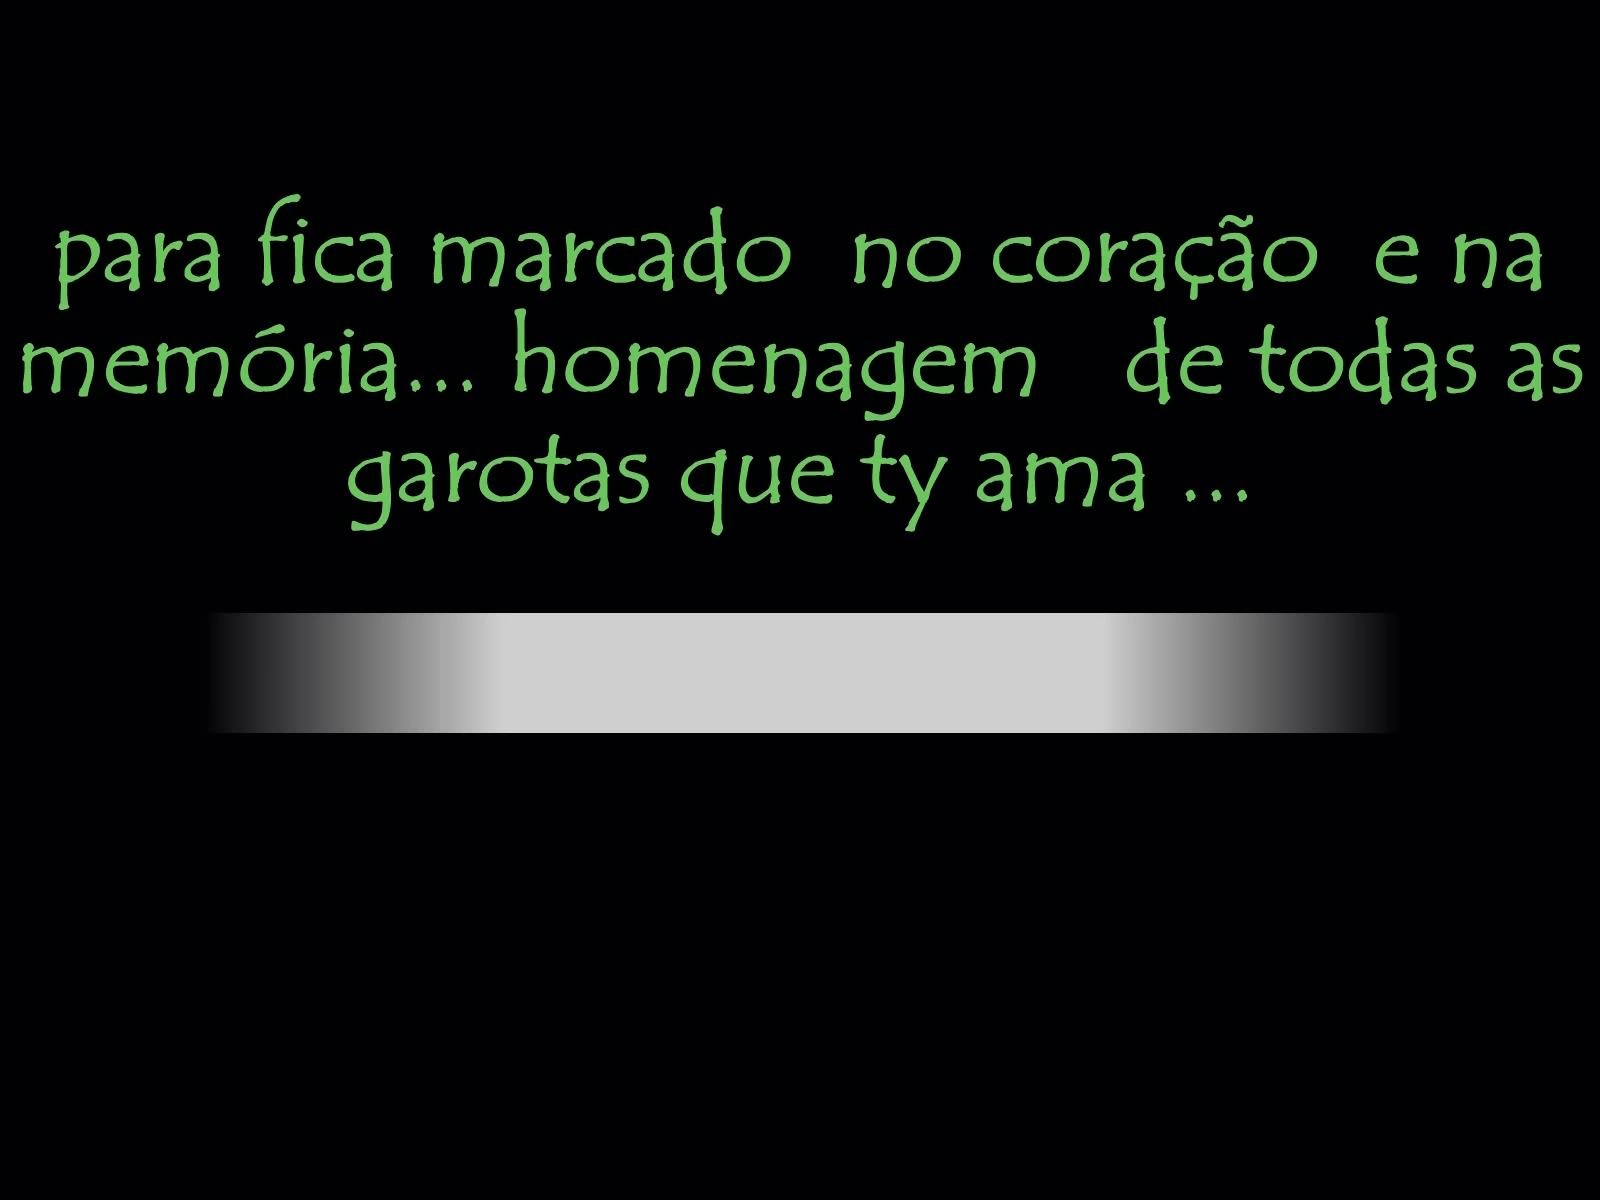 para fica marcado no coração e na
memória... homenagem de todas as
garotas que ty ama ...